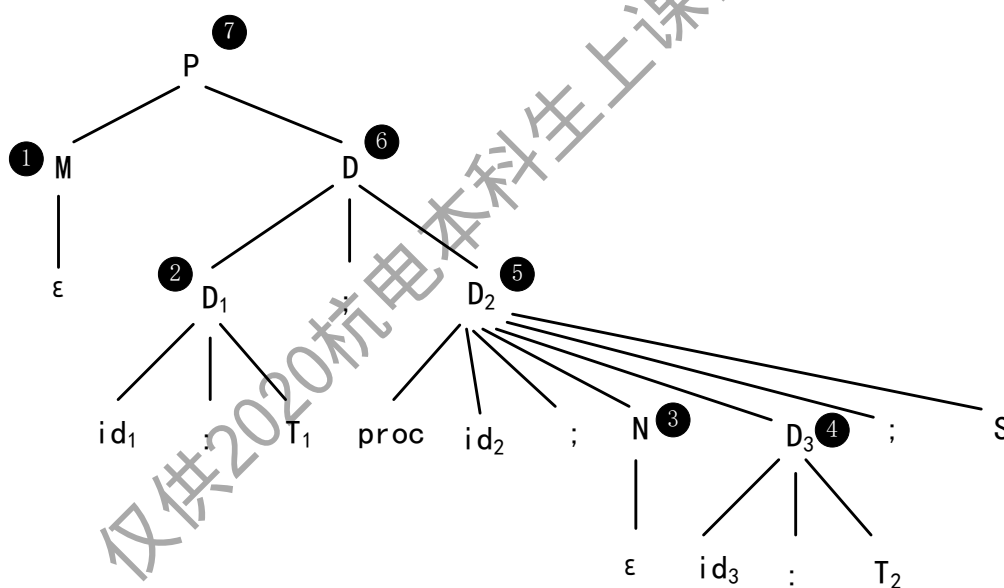 7
P
1 M
D 6
ε
2 D₁
;
D₂ 5
id₁
:
T₁
proc
id₂
;
N 3
D₃ 4
;
S
ε
id₃
:
T₂
仅供2020杭电本科生上课